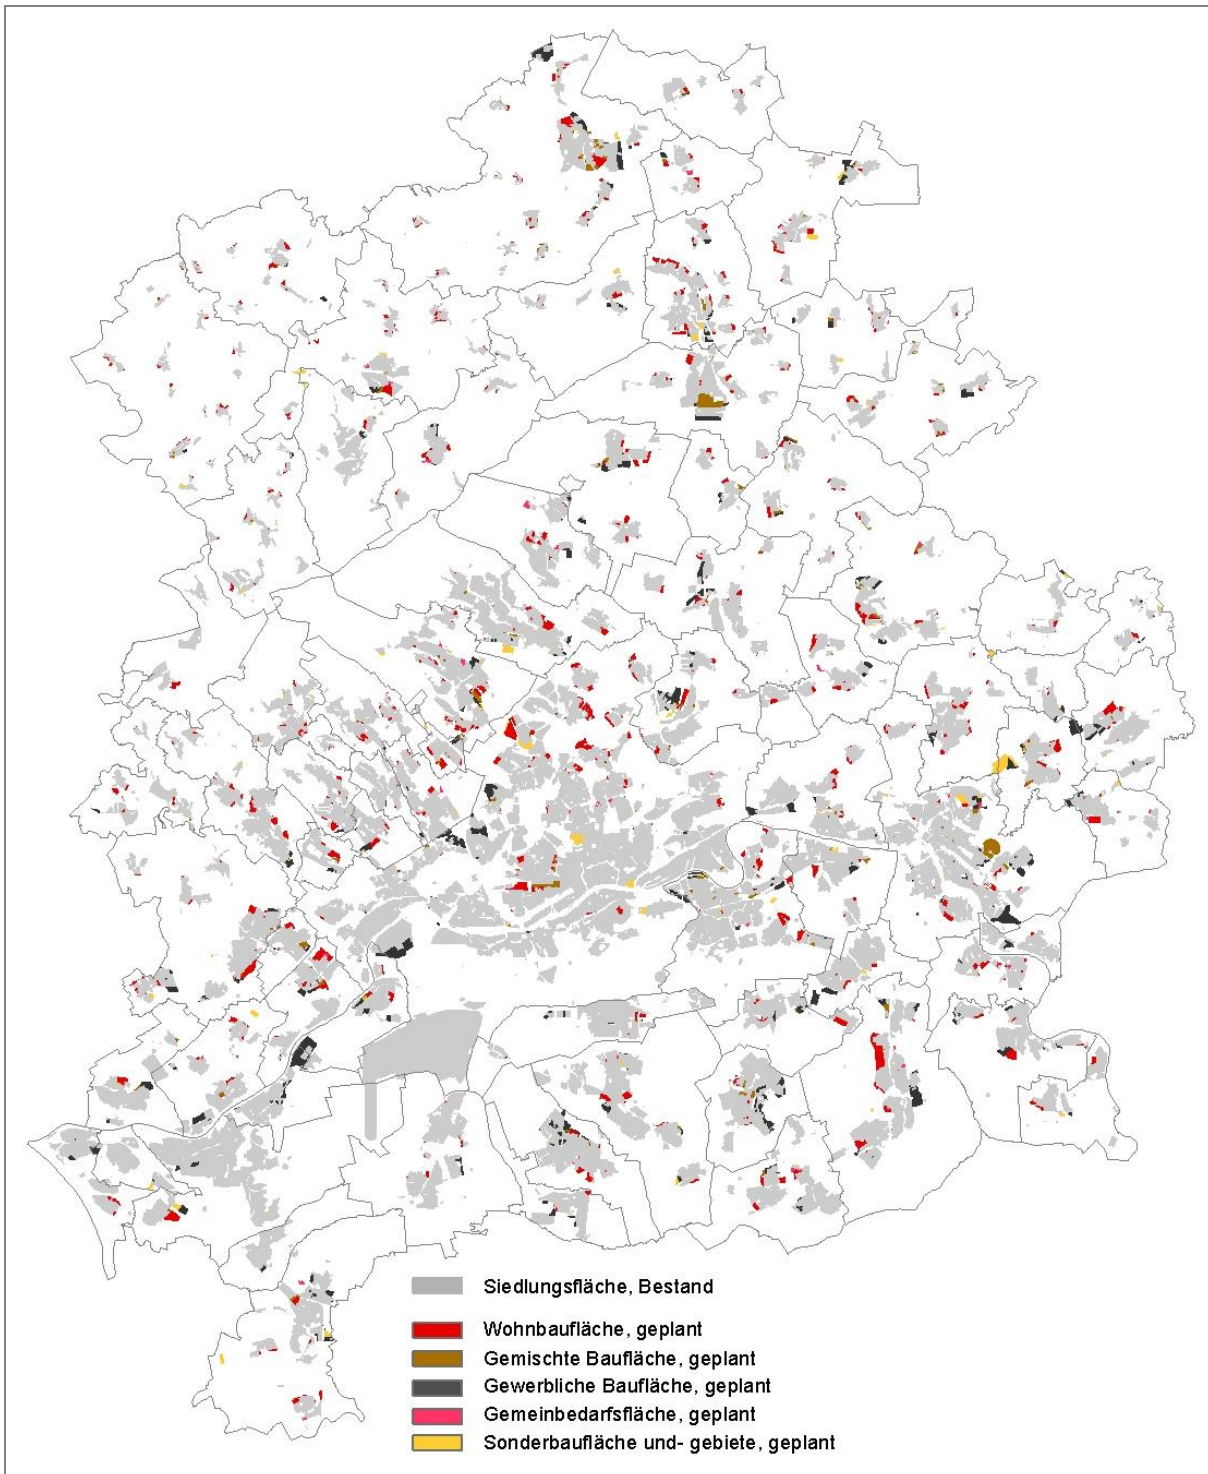 Siedlungsfläche, Bestand
Wohnbaufläche, geplant
Gemischte Baufläche, geplant
Gewerbliche Baufläche, geplant
Gemeinbedarfsfläche, geplant
Sonderbaufläche und- gebiete, geplant